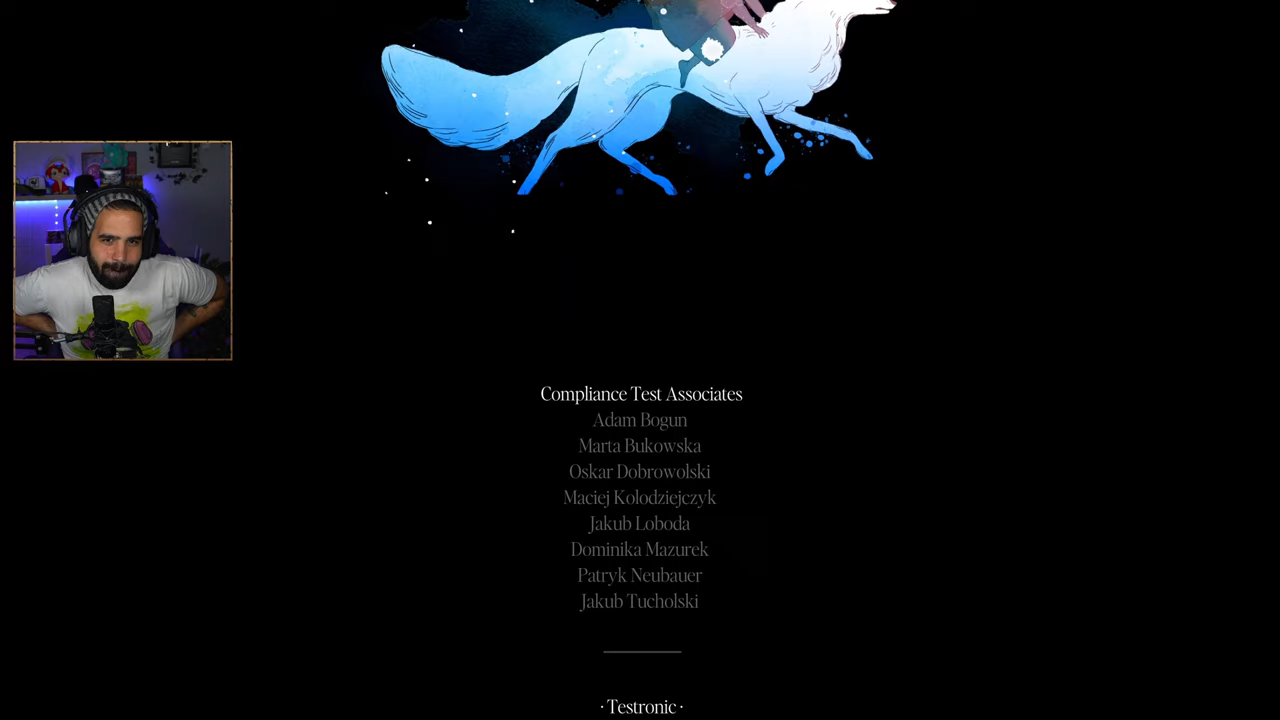 Compliance Test Associates
Adam Bogun
Marta Bukowska
Oskar Dobrowolski
Maciej Kolodziejczyk
Jakub Loboda
Dominika Mazurek
Patryk Neubauer
Jakub Tucholski
· Testronic ·